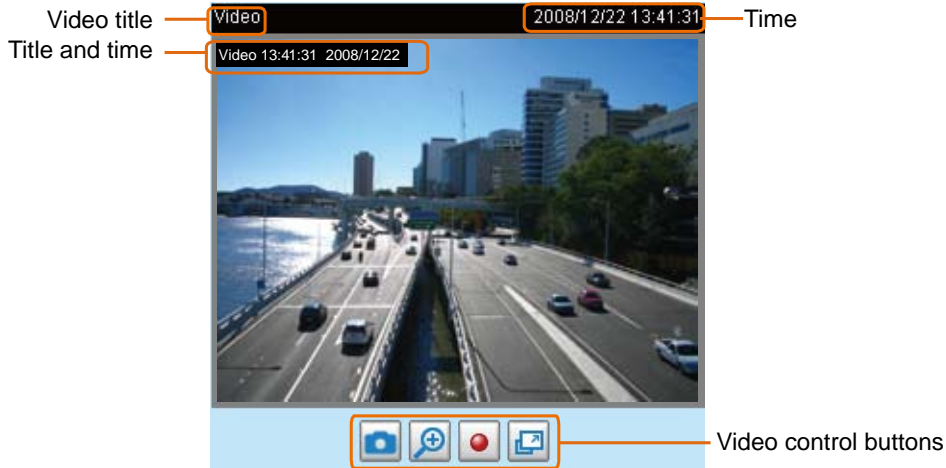 Video title
Video
2008/12/22 13:41:31
Time
Title and time
Video 13:41:31 2008/12/22
Video control buttons